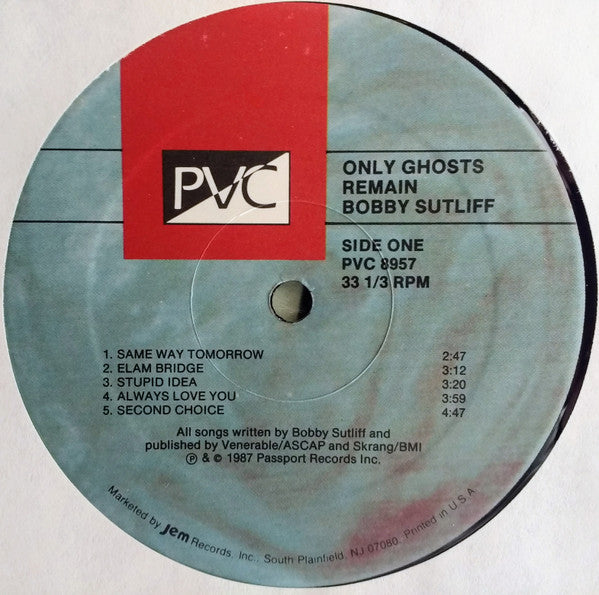 PVC
ONLY GHOSTS
REMAIN
BOBBY SUTLIFF
SIDE ONE
PVC 8957
33 1/3 RPM
1. SAME WAY TOMORROW 2:47
2. ELAM BRIDGE 3:12
3. STUPID IDEA 3:20
4. ALWAYS LOVE YOU 3:59
5. SECOND CHOICE 4:47
All songs written by Bobby Sutliff and
published by Venerable/ASCAP and Skrang/BMI
℗ & © 1987 Passport Records Inc.
Marketed by Jem Records, Inc., South Plainfield, NJ 07080. Printed in U.S.A.